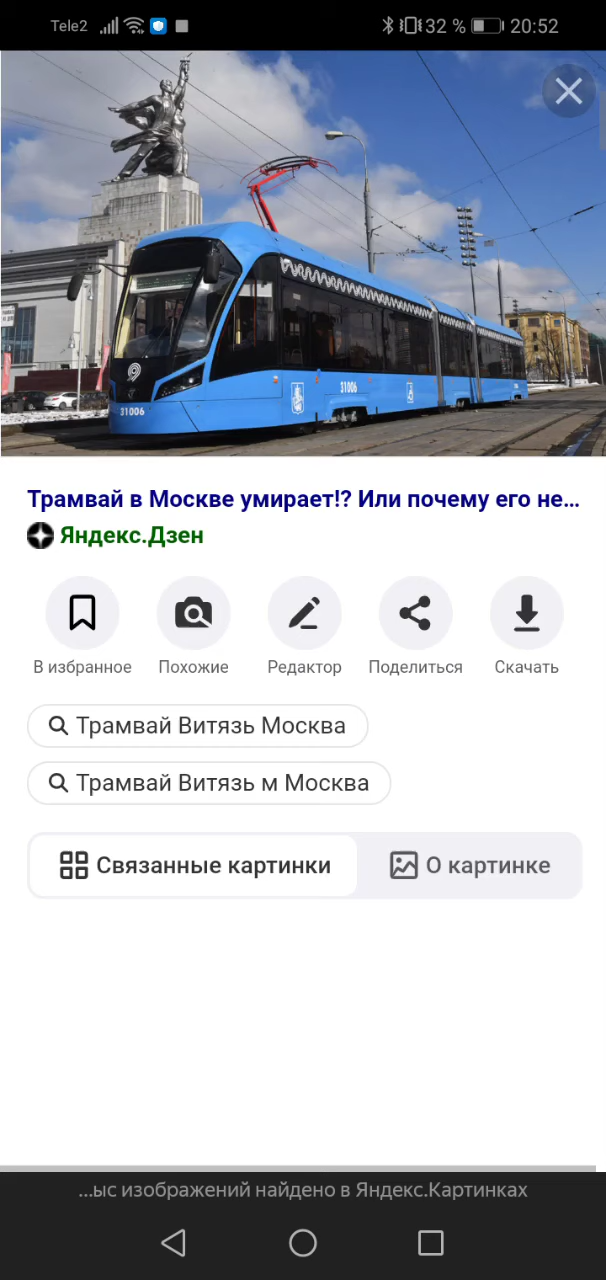 Tele2
32 % 20:52
31006
31006
Трамвай в Москве умирает!? Или почему его не...
Яндекс.Дзен
В избранное
Похожие
Редактор
Поделиться
Скачать
Трамвай Витязь Москва
Трамвай Витязь м Москва
Связанные картинки
О картинке
...ыс изображений найдено в Яндекс.Картинках